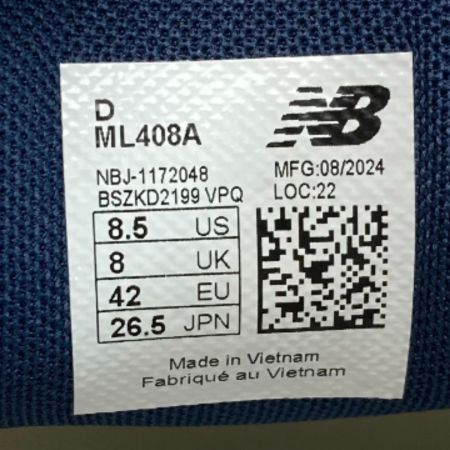 D
ML408A
NB
NBJ-1172048
BSZKD2199 VPQ
MFG:08/2024
LOC:22
8.5 US
8 UK
42 EU
26.5 JPN
Made in Vietnam
Fabriqué au Vietnam